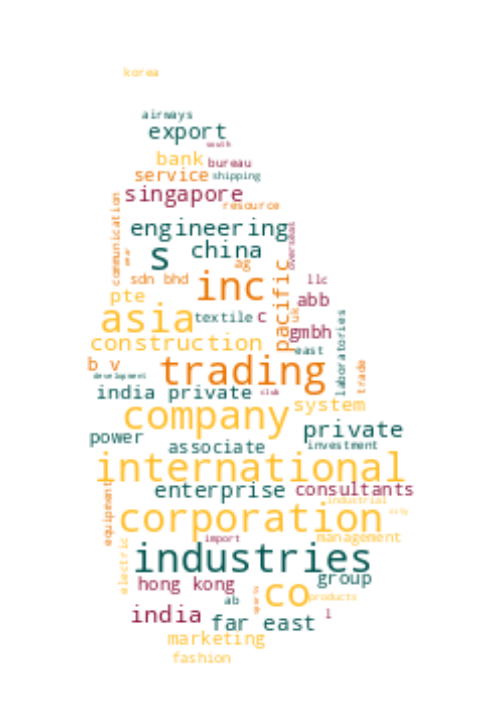 korea
airways
export
south
bank bureau
service shipping
singapore
resource
communication
engineering
overseas
s china
ag
sdn bhd inc llc
pte abb
pacific
uk
asia textile c gmbh
construction east
laboratories
b v trading trade
development
india private club
company system
power private
associate investment
international
enterprise consultants
industrial
corporation city
equipment
import management
industries
electric
hong kong group
ab co products
india far east l
marketing
fashion